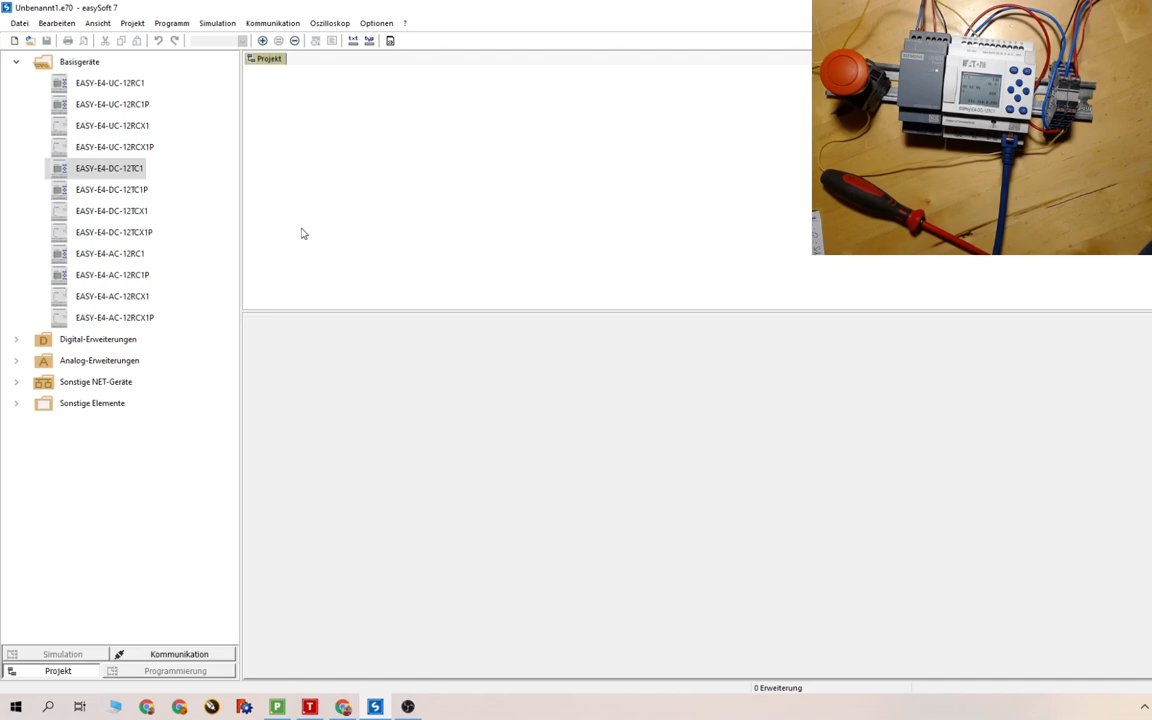 Unbenannt1.e70 - easySoft 7
Datei Bearbeiten Ansicht Projekt Programm Simulation Kommunikation Oszilloskop Optionen ?
Basisgeräte
EASY-E4-UC-12RC1
EASY-E4-UC-12RC1P
EASY-E4-UC-12RCX1
EASY-E4-UC-12RCX1P
EASY-E4-DC-12TC1
EASY-E4-DC-12TC1P
EASY-E4-DC-12TCX1
EASY-E4-DC-12TCX1P
EASY-E4-AC-12RC1
EASY-E4-AC-12RC1P
EASY-E4-AC-12RCX1
EASY-E4-AC-12RCX1P
Digital-Erweiterungen
Analog-Erweiterungen
Sonstige NET-Geräte
Sonstige Elemente
Projekt
E·T·N
Simulation Kommunikation
Projekt Programmierung
0 Erweiterung